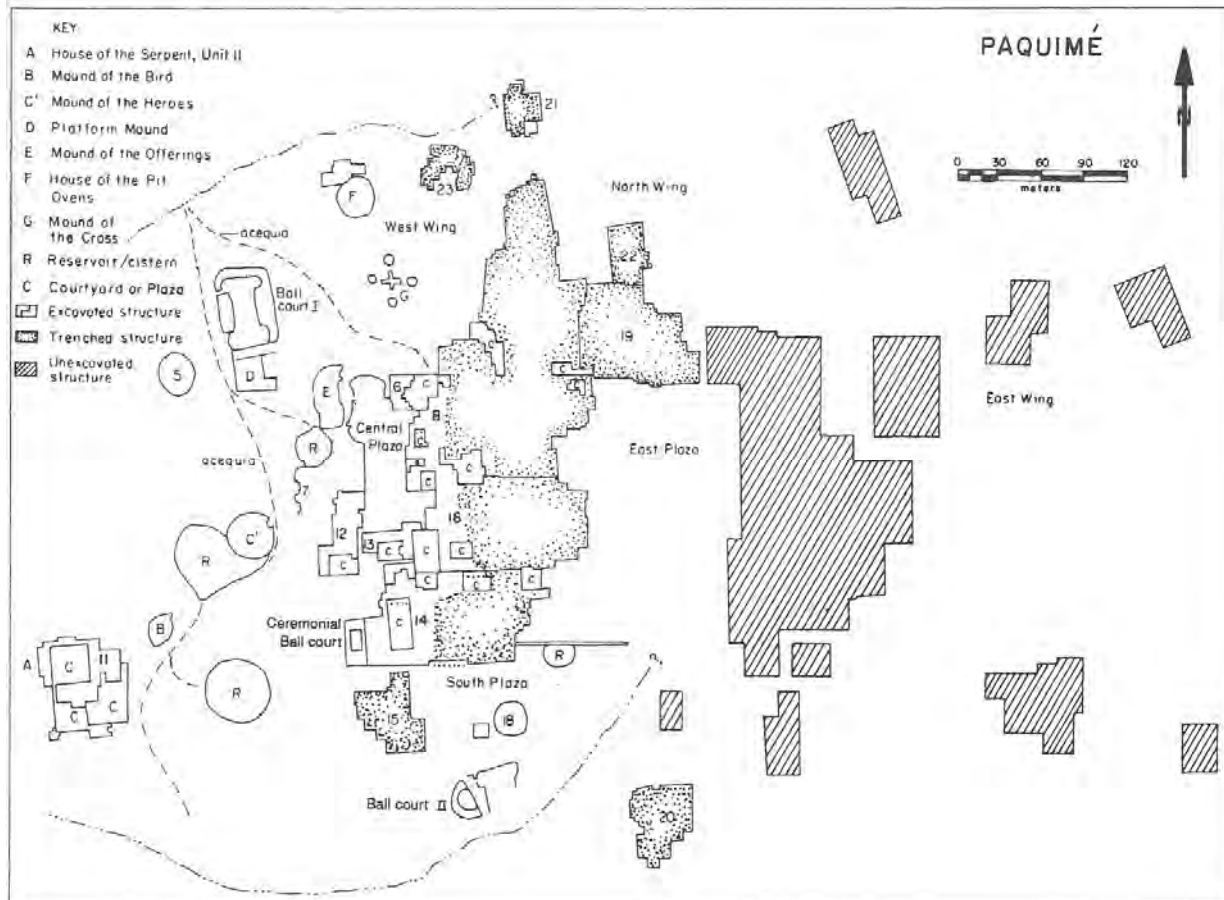 KEY:
A House of the Serpent, Unit II
B Mound of the Bird
C' Mound of the Heroes
D Platform Mound
E Mound of the Offerings
F House of the Pit
Ovens
G Mound of
the Cross
R Reservoir/cistern
C Courtyard or Plaza
Excavated structure
Trenched structure
Unexcavated
structure
PAQUIMÉ
N
0 30 60 90 120
meters
21
23
F
North Wing
West Wing
acequia
22
G
Ball
court I
19
S
D
E
6
C
C
C
East Wing
Central
Plaza
8
C
East Plaza
R
acequia
C
C
7
12
18
C'
R
13
C
C
C
C
C
C
C
B
Ceremonial
Ball court
C
14
A
C
11
R
R
South Plaza
C
C
15
18
Ball court II
20